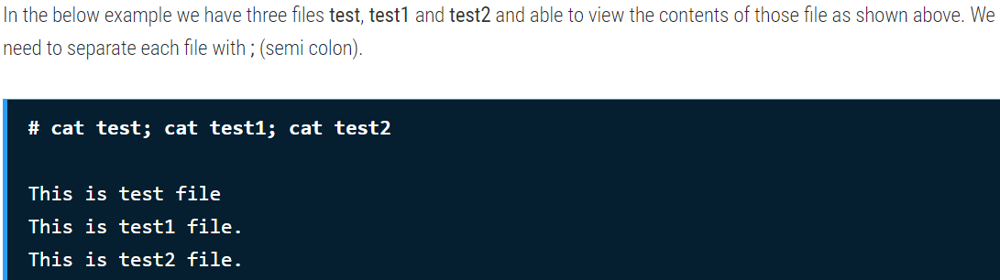 In the below example we have three files test, test1 and test2 and able to view the contents of those file as shown above. We
need to separate each file with ; (semi colon).
# cat test; cat test1; cat test2
This is test file
This is test1 file.
This is test2 file.